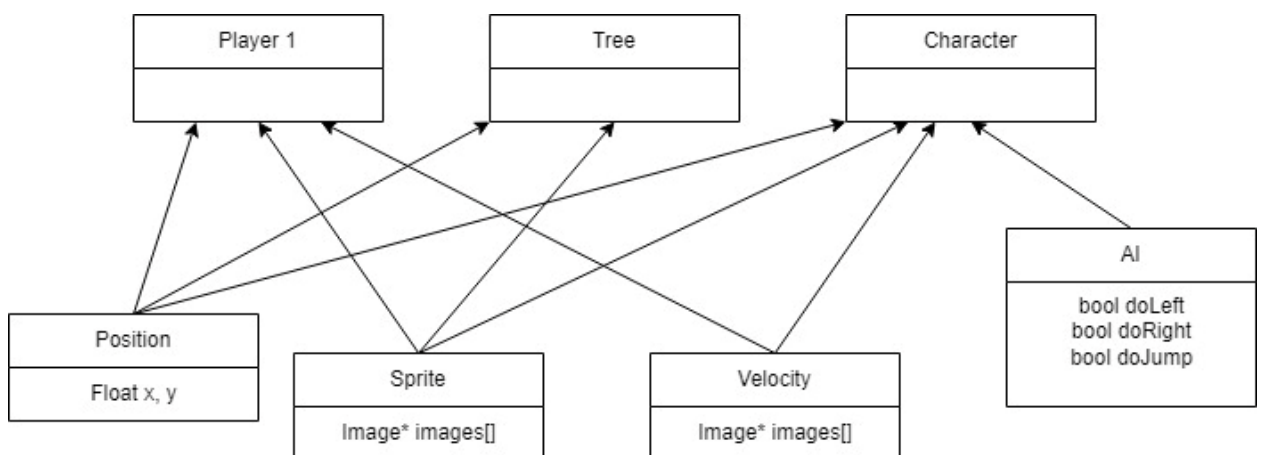 Player 1
Tree
Character
AI
bool doLeft
bool doRight
bool doJump
Position
Float x, y
Sprite
Image* images[]
Velocity
Image* images[]